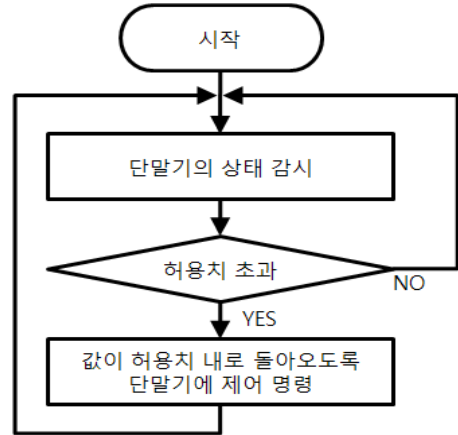 시작
단말기의 상태 감시
허용치 초과
NO
YES
값이 허용치 내로 돌아오도록
단말기에 제어 명령